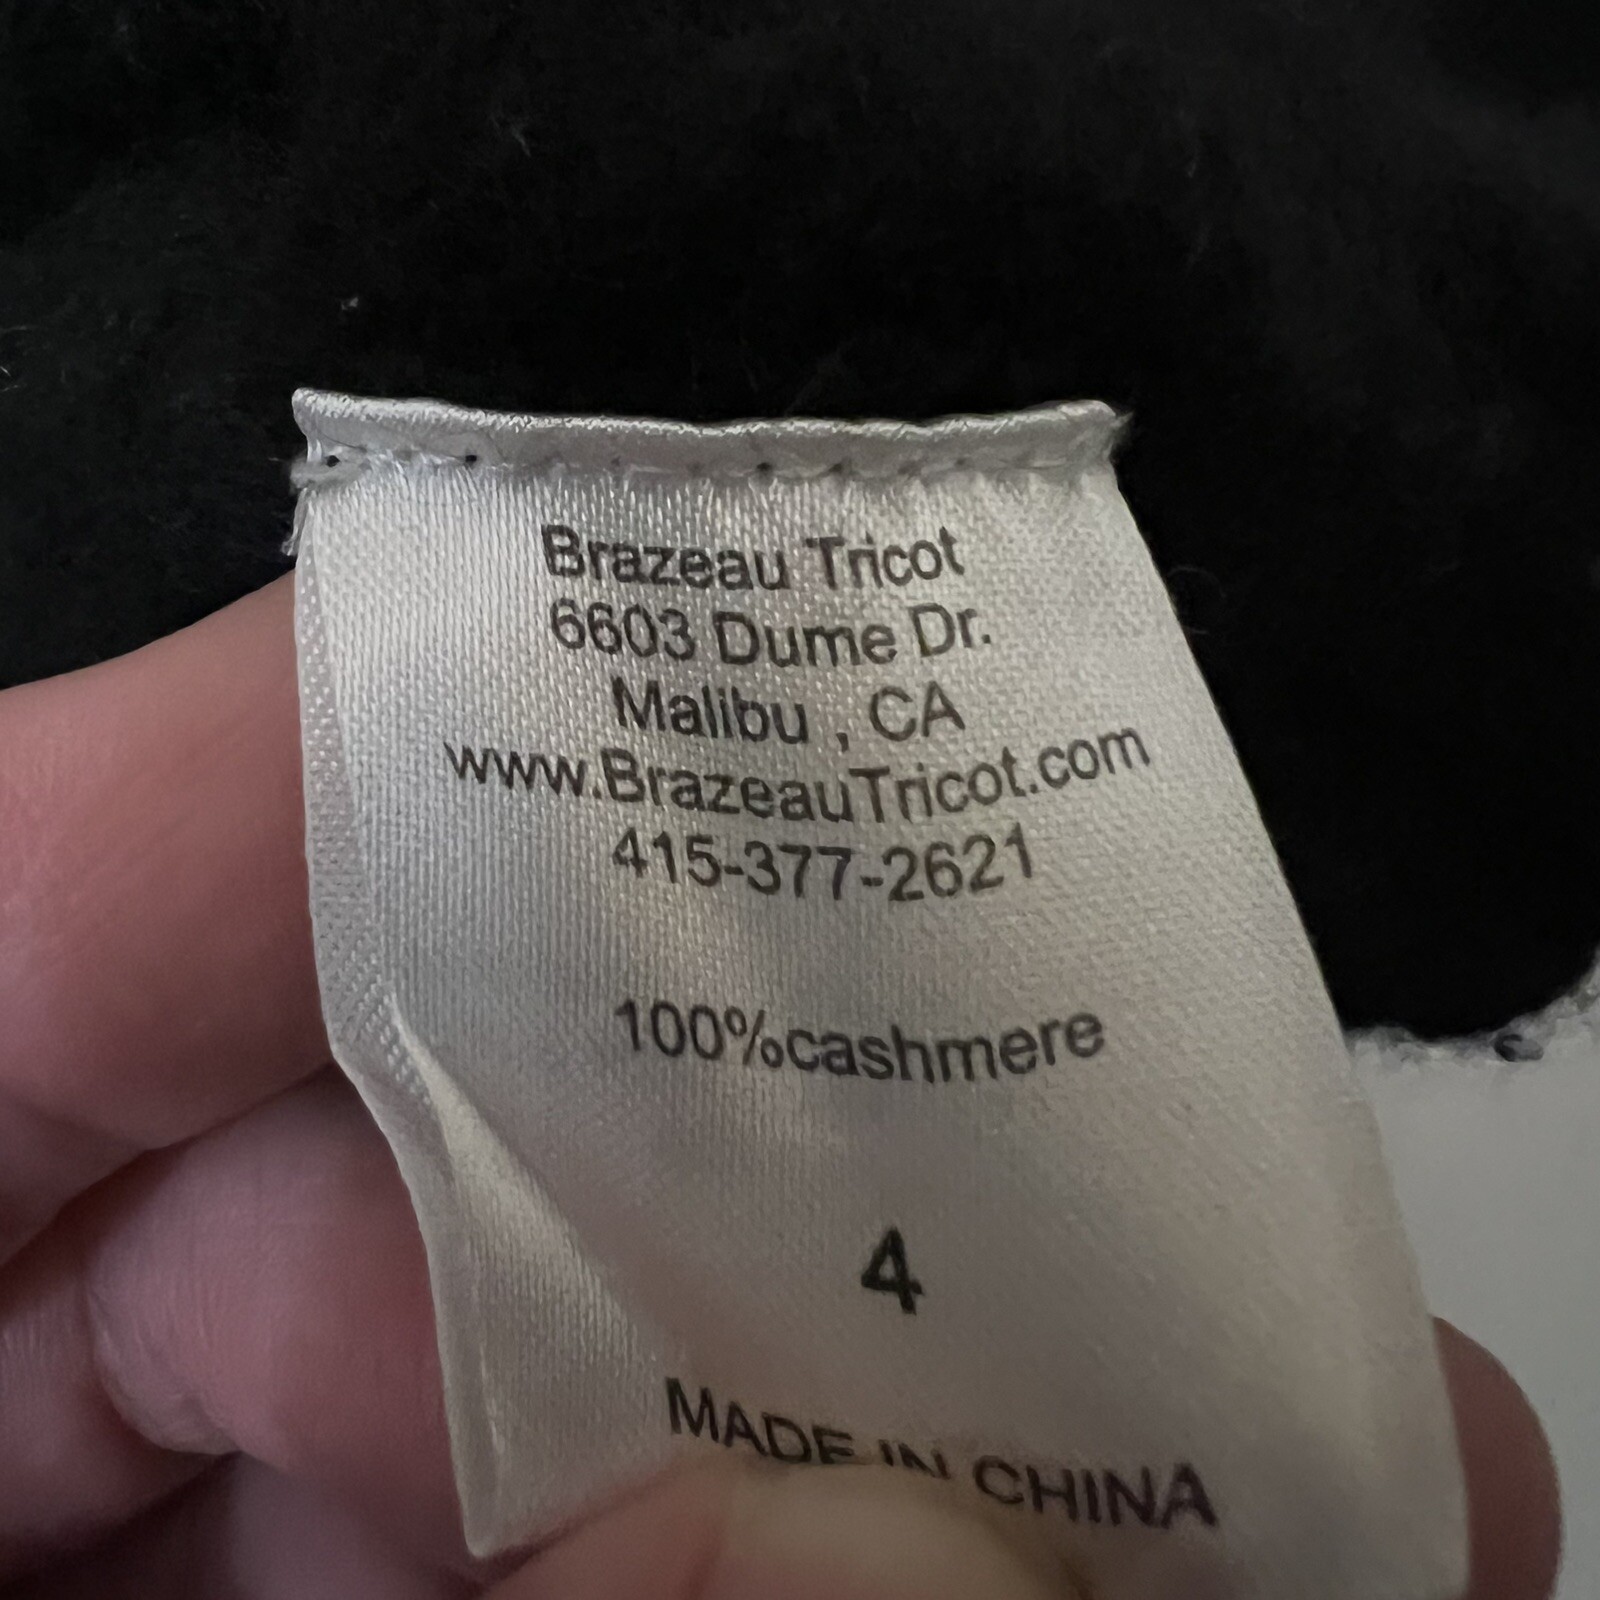 Brazeau Tricot
6603 Dume Dr.
Malibu , CA
www.BrazeauTricot.com
415-377-2621
100%cashmere
4
MADE IN CHINA